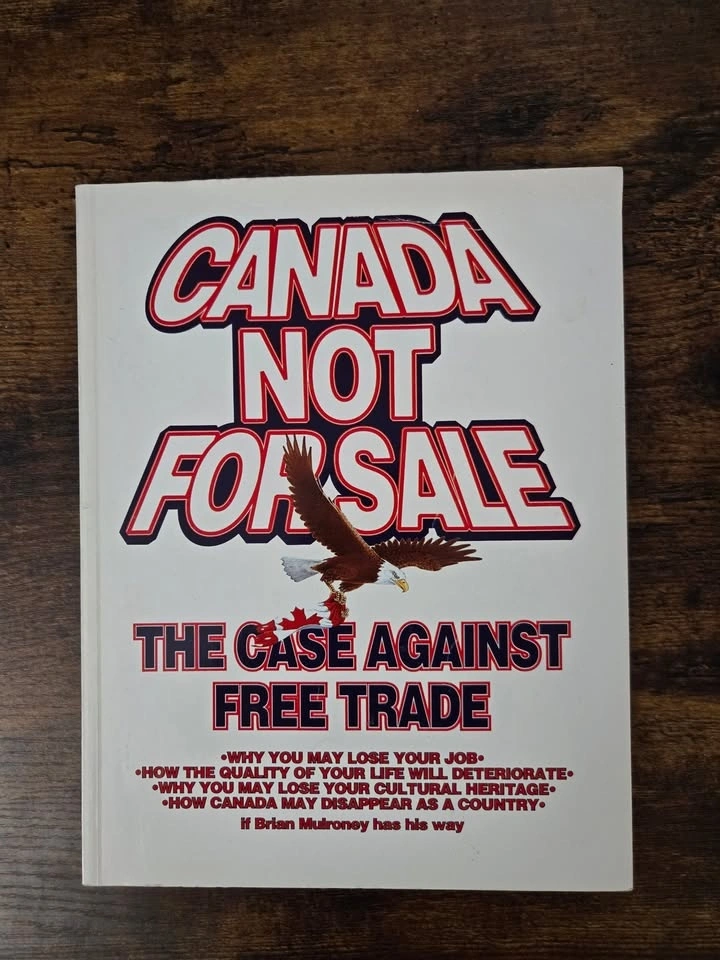 CANADA
NOT
FOR SALE
THE CASE AGAINST
FREE TRADE
•WHY YOU MAY LOSE YOUR JOB•
•HOW THE QUALITY OF YOUR LIFE WILL DETERIORATE•
•WHY YOU MAY LOSE YOUR CULTURAL HERITAGE•
•HOW CANADA MAY DISAPPEAR AS A COUNTRY•
if Brian Mulroney has his way